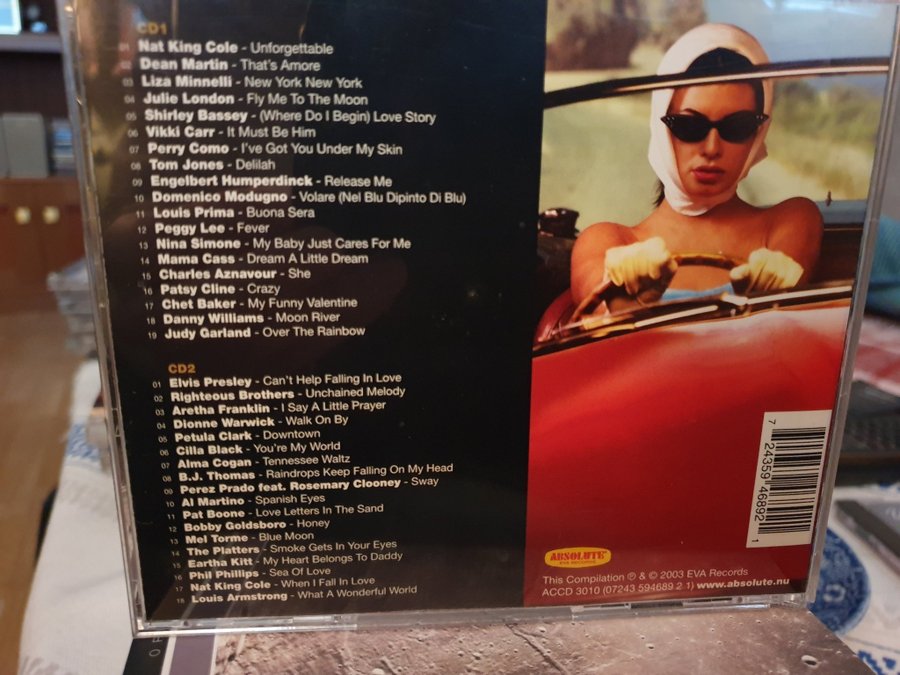 CD1
01 Nat King Cole - Unforgettable
02 Dean Martin - That's Amore
03 Liza Minnelli - New York New York
04 Julie London - Fly Me To The Moon
05 Shirley Bassey - (Where Do I Begin) Love Story
06 Vikki Carr - It Must Be Him
07 Perry Como - I've Got You Under My Skin
08 Tom Jones - Delilah
09 Engelbert Humperdinck - Release Me
10 Domenico Modugno - Volare (Nel Blu Dipinto Di Blu)
11 Louis Prima - Buona Sera
12 Peggy Lee - Fever
13 Nina Simone - My Baby Just Cares For Me
14 Mama Cass - Dream A Little Dream
15 Charles Aznavour - She
16 Patsy Cline - Crazy
17 Chet Baker - My Funny Valentine
18 Danny Williams - Moon River
19 Judy Garland - Over The Rainbow
CD2
01 Elvis Presley - Can't Help Falling In Love
02 Righteous Brothers - Unchained Melody
03 Aretha Franklin - I Say A Little Prayer
04 Dionne Warwick - Walk On By
05 Petula Clark - Downtown
06 Cilla Black - You're My World
07 Alma Cogan - Tennessee Waltz
08 B.J. Thomas - Raindrops Keep Falling On My Head
09 Perez Prado feat. Rosemary Clooney - Sway
10 Al Martino - Spanish Eyes
11 Pat Boone - Love Letters In The Sand
12 Bobby Goldsboro - Honey
13 Mel Torme - Blue Moon
14 The Platters - Smoke Gets In Your Eyes
15 Eartha Kitt - My Heart Belongs To Daddy
16 Phil Phillips - Sea Of Love
17 Nat King Cole - When I Fall In Love
18 Louis Armstrong - What A Wonderful World
7 24359 46892 1
ABSOLUTE
EVA RECORDS
This Compilation ℗ & © 2003 EVA Records
ACCD 3010 (07243 594689 2 1) www.absolute.nu